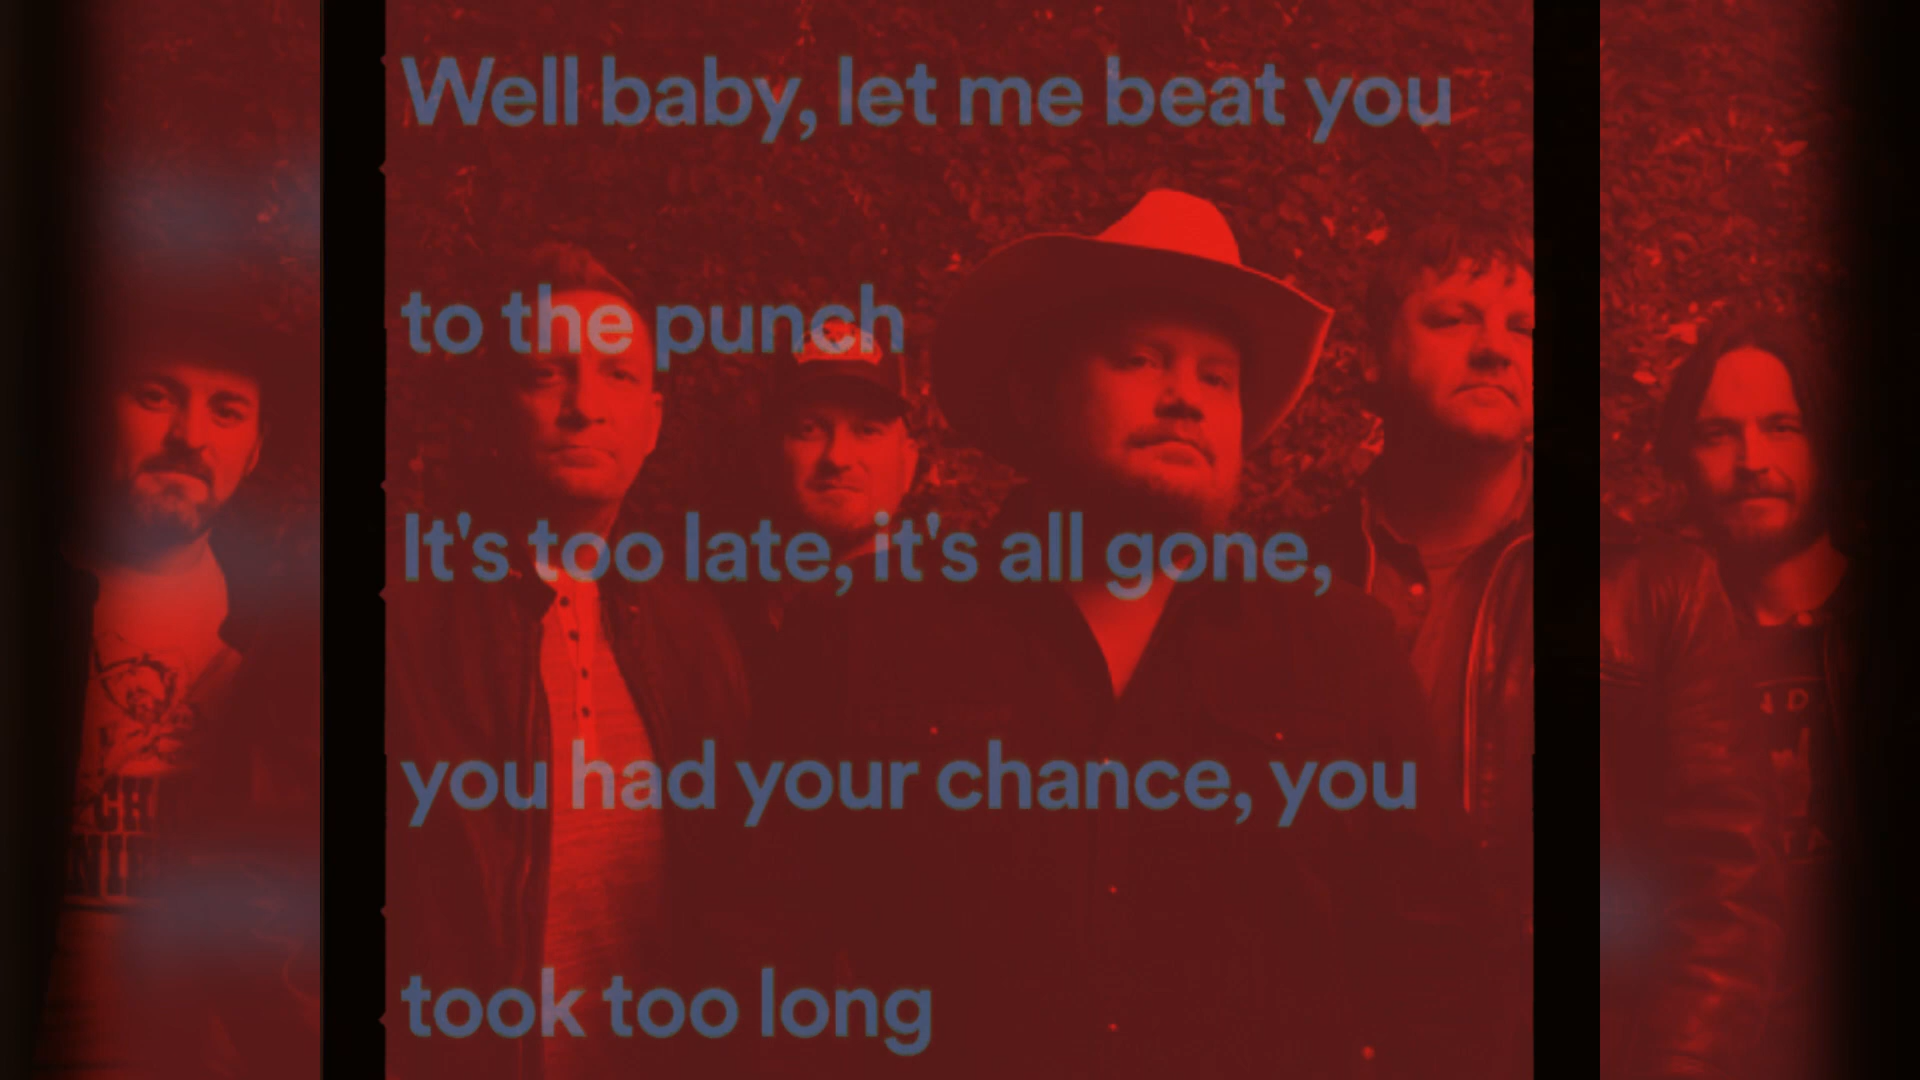 Well baby, let me beat you
to the punch
It's too late, it's all gone,
you had your chance, you
took too long